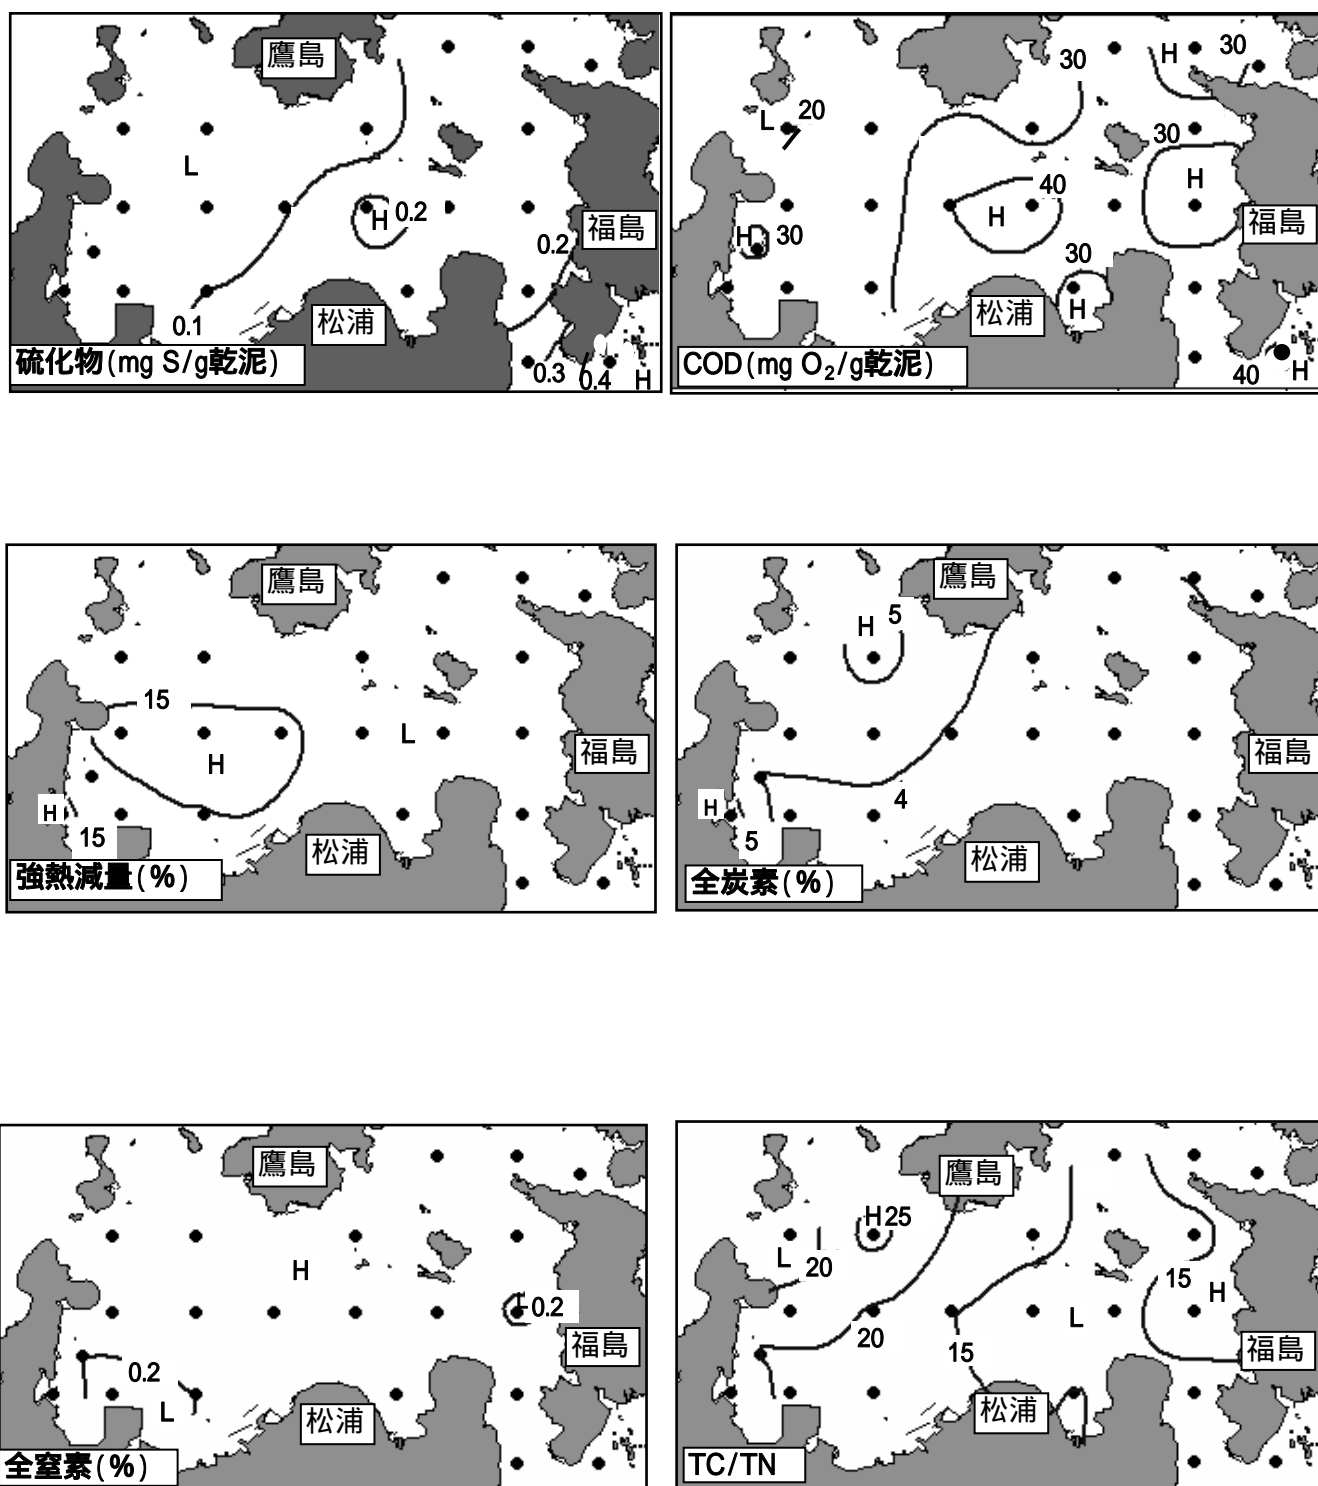 鷹島
L
H
0.2
0.2
福島
0.1
松浦
硫化物(mg S/g乾泥)
0.3
0.4
H
30
H
30
L
20
30
H
40
H
H
30
福島
30
松浦
H
COD(mg O₂/g乾泥)
40
H
鷹島
15
L
H
福島
H
15
松浦
強熱減量(%)
鷹島
H
5
福島
4
H
5
松浦
全炭素(%)
鷹島
H
0.2
福島
0.2
L
松浦
全窒素(%)
鷹島
H25
L
20
15
H
L
20
15
福島
松浦
TC/TN